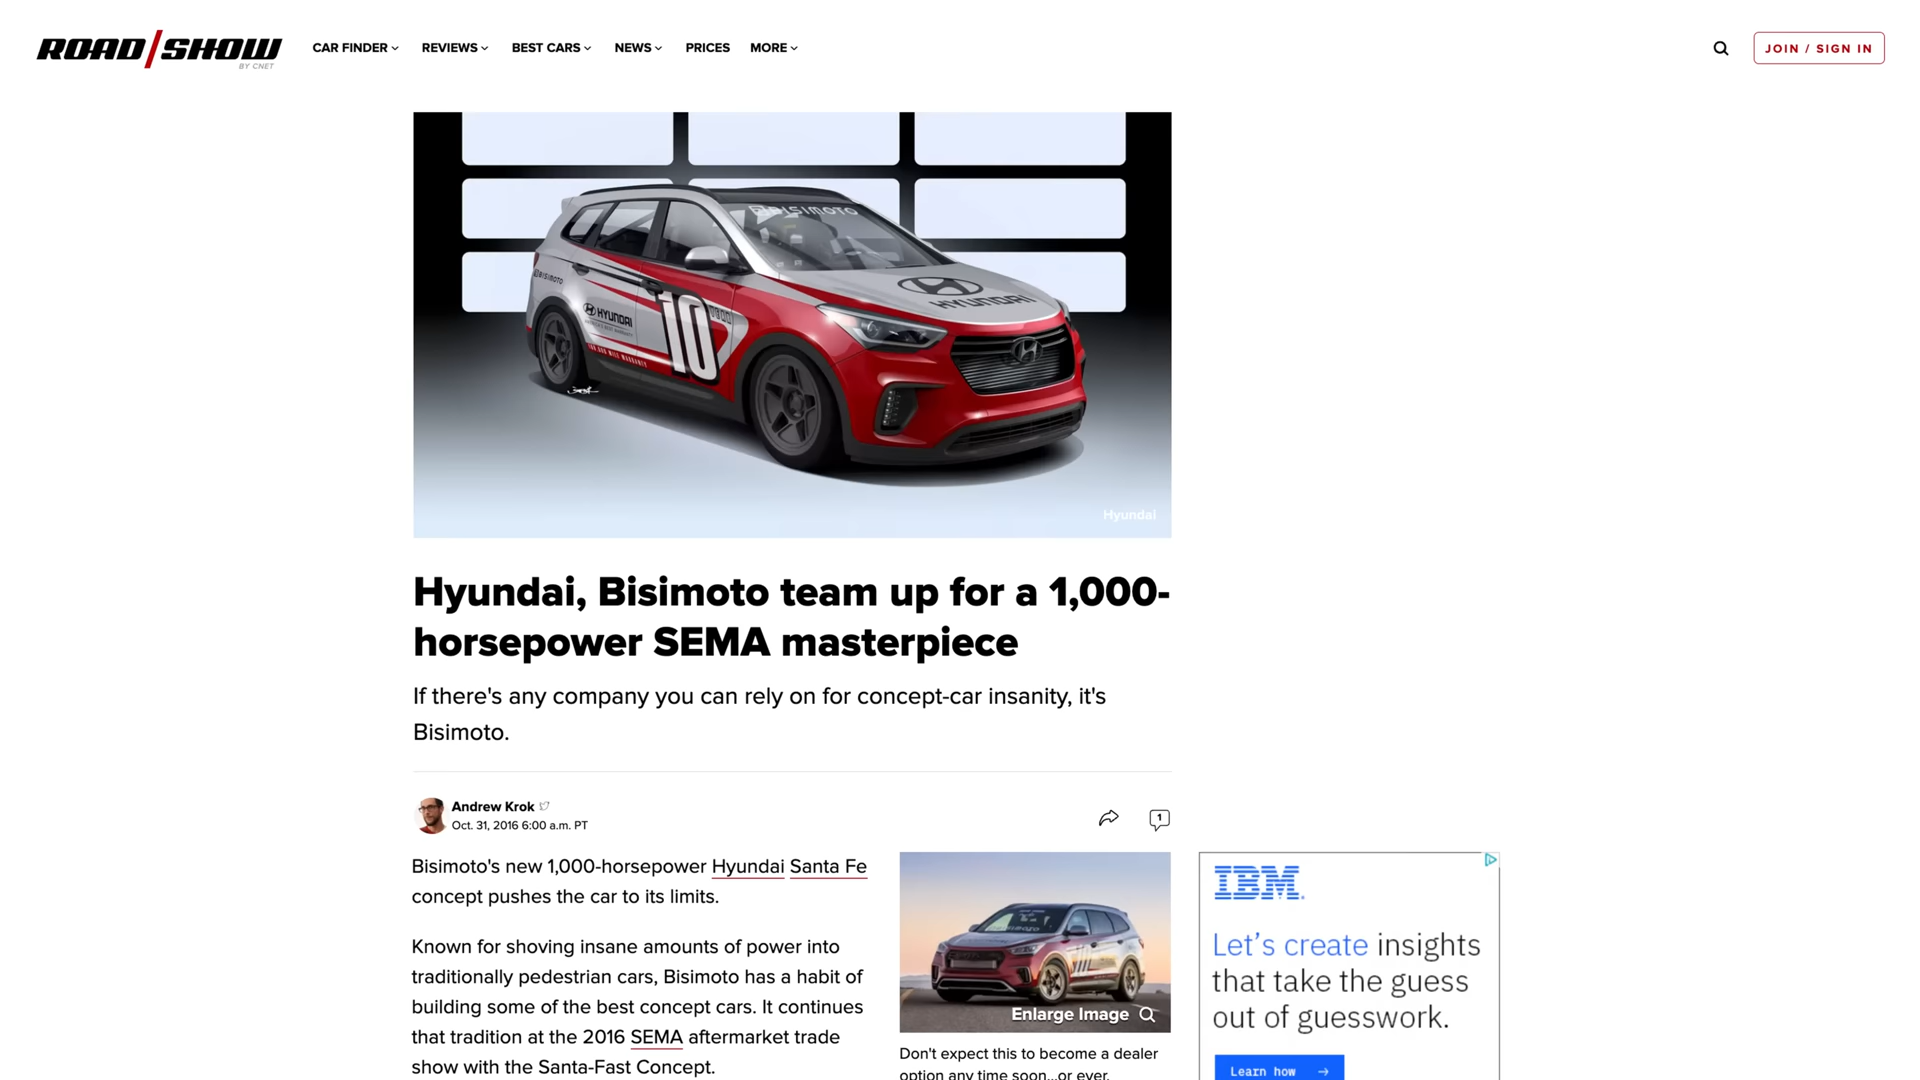 ROAD/SHOW
BY CNET
CAR FINDER
REVIEWS
BEST CARS
NEWS
PRICES
MORE
JOIN / SIGN IN
BISIMOTO
HYUNDAI
BISIMOTO
HYUNDAI
10
Hyundai
Hyundai, Bisimoto team up for a 1,000-
horsepower SEMA masterpiece
If there's any company you can rely on for concept-car insanity, it's
Bisimoto.
Andrew Krok
Oct. 31, 2016 6:00 a.m. PT
1
Bisimoto's new 1,000-horsepower Hyundai Santa Fe
concept pushes the car to its limits.
Known for shoving insane amounts of power into
traditionally pedestrian cars, Bisimoto has a habit of
building some of the best concept cars. It continues
that tradition at the 2016 SEMA aftermarket trade
show with the Santa-Fast Concept.
Enlarge Image
Don't expect this to become a dealer
option any time soon...or ever.
IBM
Let's create insights
that take the guess
out of guesswork.
Learn how →